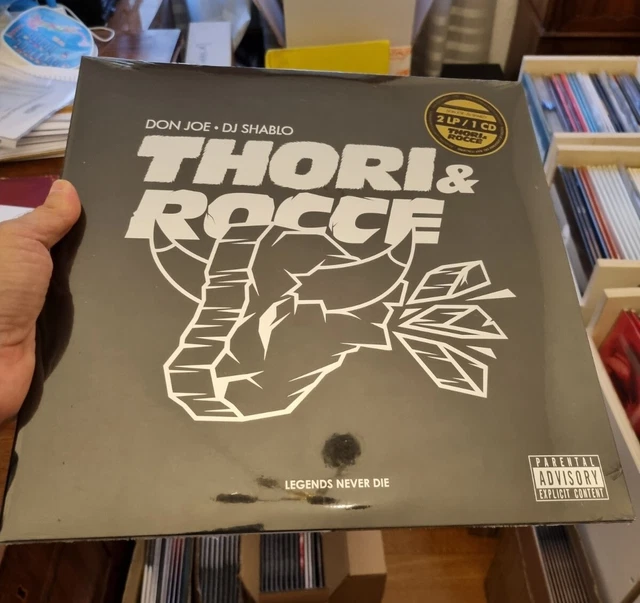 DON JOE • DJ SHABLO
THORI &
ROCCE
2 LP / 1 CD
THORI &
ROCCE
LEGENDS NEVER DIE
PARENTAL
ADVISORY
EXPLICIT CONTENT